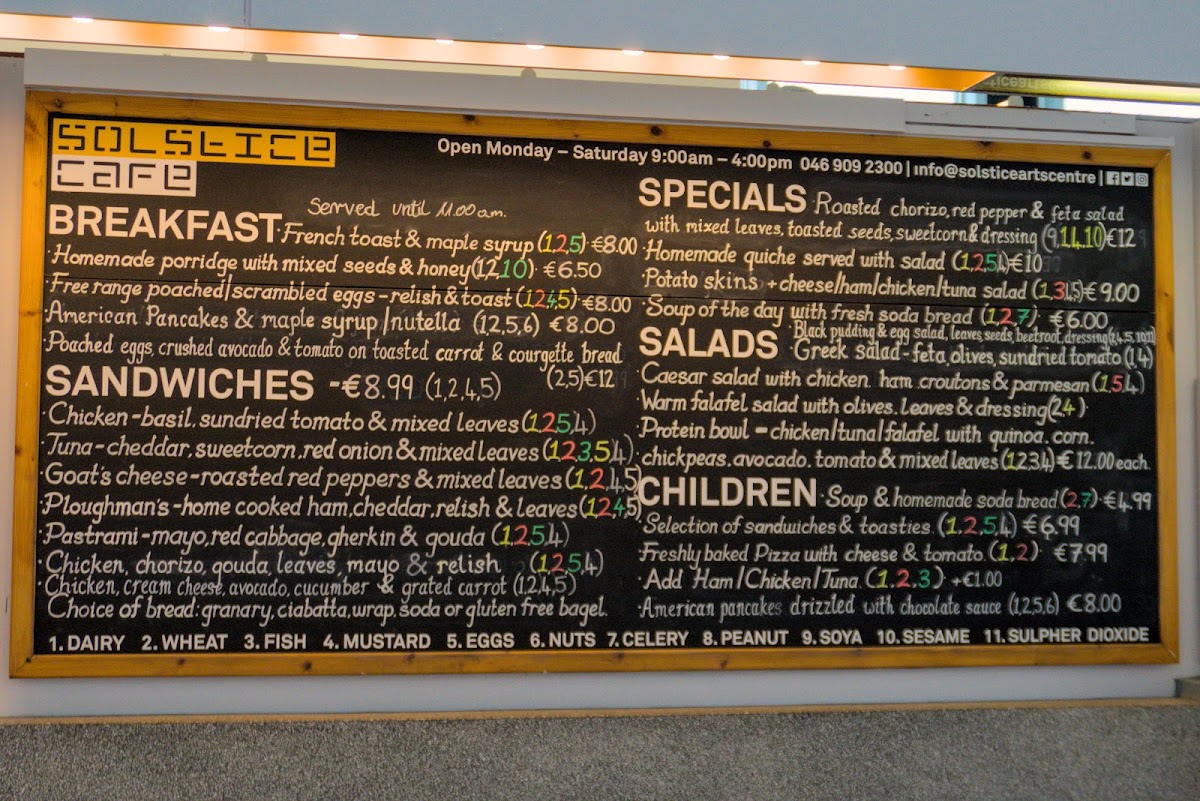 SOLSTICE
CAFE
Open Monday – Saturday 9:00am – 4:00pm 046 909 2300 | info@solsticeartscentre |
BREAKFAST Served until 11.00am.
·French toast & maple syrup (1,2,5) €8.00
·Homemade porridge with mixed seeds & honey (1,2,10) €6.50
·Free range poached/scrambled eggs – relish & toast (1,2,4,5) €8.00
·American Pancakes & maple syrup/nutella (1,2,5,6) €8.00
·Poached eggs, crushed avocado & tomato on toasted carrot & courgette bread
(2,5) €12
SANDWICHES -€8.99 (1,2,4,5)
·Chicken-basil, sundried tomato & mixed leaves (1,2,5,4)
·Tuna-cheddar, sweetcorn, red onion & mixed leaves (1,2,3,5,4)
·Goat's cheese-roasted red peppers & mixed leaves (1,2,4,5)
·Ploughman's-home cooked ham, cheddar, relish & leaves (1,2,4,5)
·Pastrami-mayo, red cabbage, gherkin & gouda (1,2,5,4)
·Chicken, chorizo, gouda, leaves, mayo & relish (1,2,5,4)
·Chicken, cream cheese, avocado, cucumber & grated carrot (1,2,4,5)
Choice of bread: granary, ciabatta, wrap, soda or gluten free bagel.
SPECIALS ·Roasted chorizo, red pepper & feta salad
with mixed leaves, toasted seeds, sweetcorn & dressing (9,1,4,10) €12
·Homemade quiche served with salad (1,2,5,4) €10
·Potato skins + cheese/ham/chicken/tuna salad (1,3,4,5) €9.00
·Soup of the day with fresh soda bread (1,2,7) €6.00
SALADS ·Black pudding & egg salad, leaves, seeds, beetroot, dressing
·Greek salad-feta, olives, sundried tomato (1,4)
·Caesar salad with chicken. ham. croutons & parmesan (1,5,4)
·Warm falafel salad with olives. leaves & dressing (2,4)
·Protein bowl – chicken/tuna/falafel with quinoa. corn.
chickpeas. avocado. tomato & mixed leaves (1,2,3,4) €12.00 each.
CHILDREN ·Soup & homemade soda bread (2,7) €4.99
·Selection of sandwiches & toasties (1,2,5,4) €6.99
·Freshly baked Pizza with cheese & tomato (1,2) €7.99
·Add Ham/Chicken/Tuna (1.2.3) +€1.00
·American pancakes drizzled with chocolate sauce (1,2,5,6) €8.00
1. DAIRY 2. WHEAT 3. FISH 4. MUSTARD 5. EGGS 6. NUTS 7. CELERY 8. PEANUT 9. SOYA 10. SESAME 11. SULPHER DIOXIDE